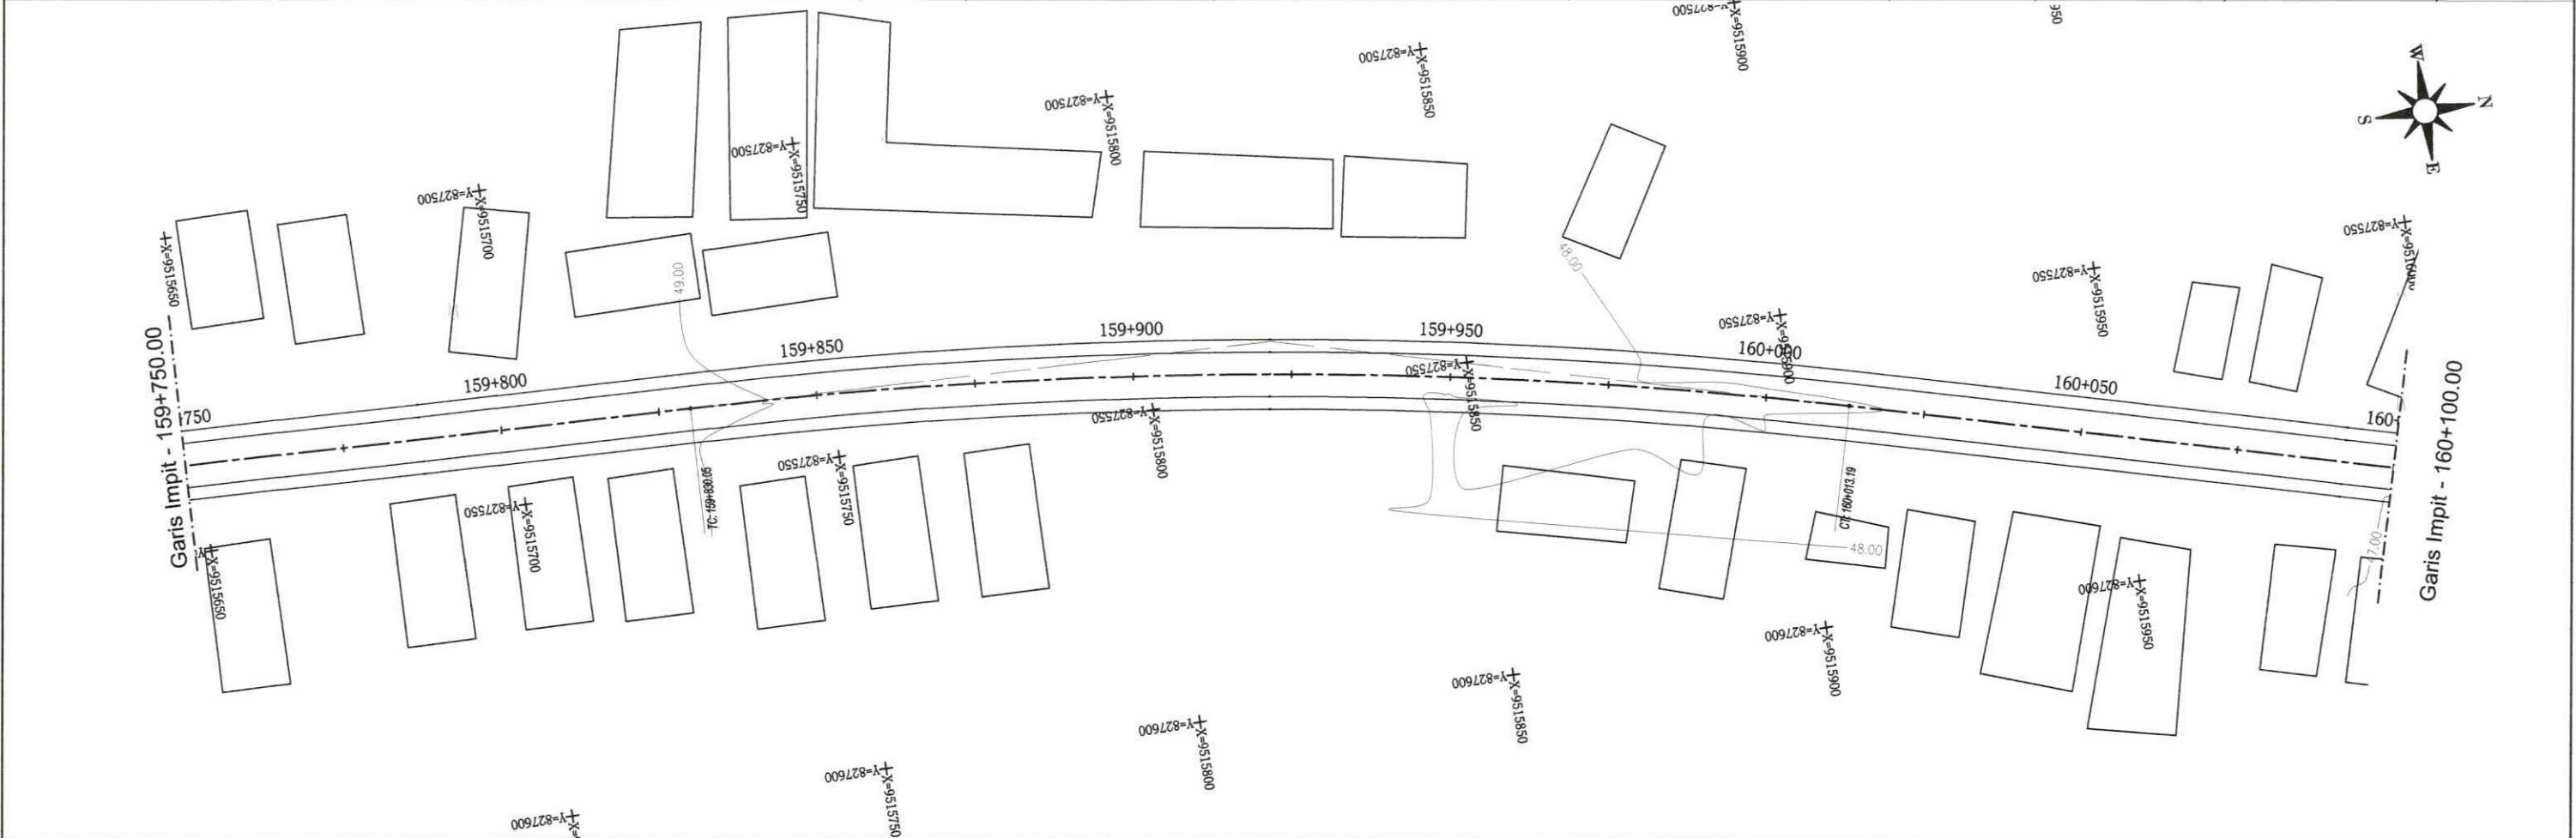 Y=827500
X=9515900
950
Y=827500
X=9515850
W
N
S
E
Y=827500
X=9515800
Y=827500
X=9515750
Y=827500
X=9515700
X=9515650
Y=827550
Y=827550
X=9515950
Y=827550
X=9515900
49.00
48.00
Garis Impit - 159+750.00
750
159+800
159+850
159+900
159+950
160+000
160+050
160+
Garis Impit - 160+100.00
Y=827550
X=9515850
Y=827550
X=9515800
Y=827550
X=9515750
Y=827550
X=9515700
Y
X=9515650
TC: 159+830.05
CT: 160+013.19
48.00
7.00
Y=827600
X=9515950
Y=827600
X=9515900
Y=827600
X=9515850
Y=827600
X=9515800
Y=827600
X=9515750
Y=827600
X=